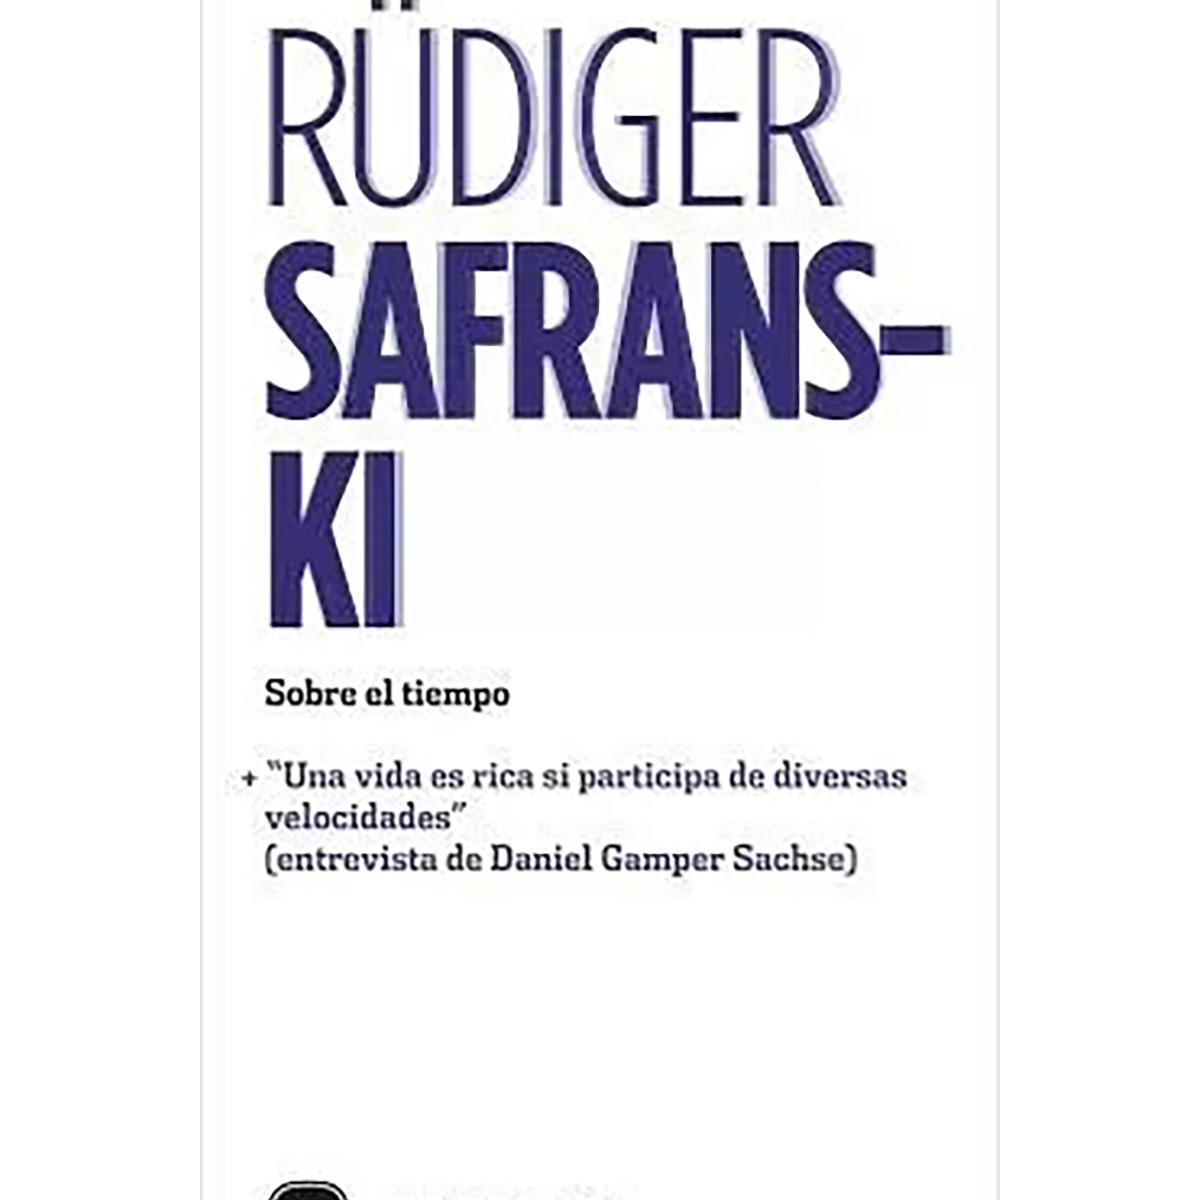 RÜDIGER
SAFRANS-
KI
Sobre el tiempo
+ "Una vida es rica si participa de diversas
velocidades"
(entrevista de Daniel Gamper Sachse)